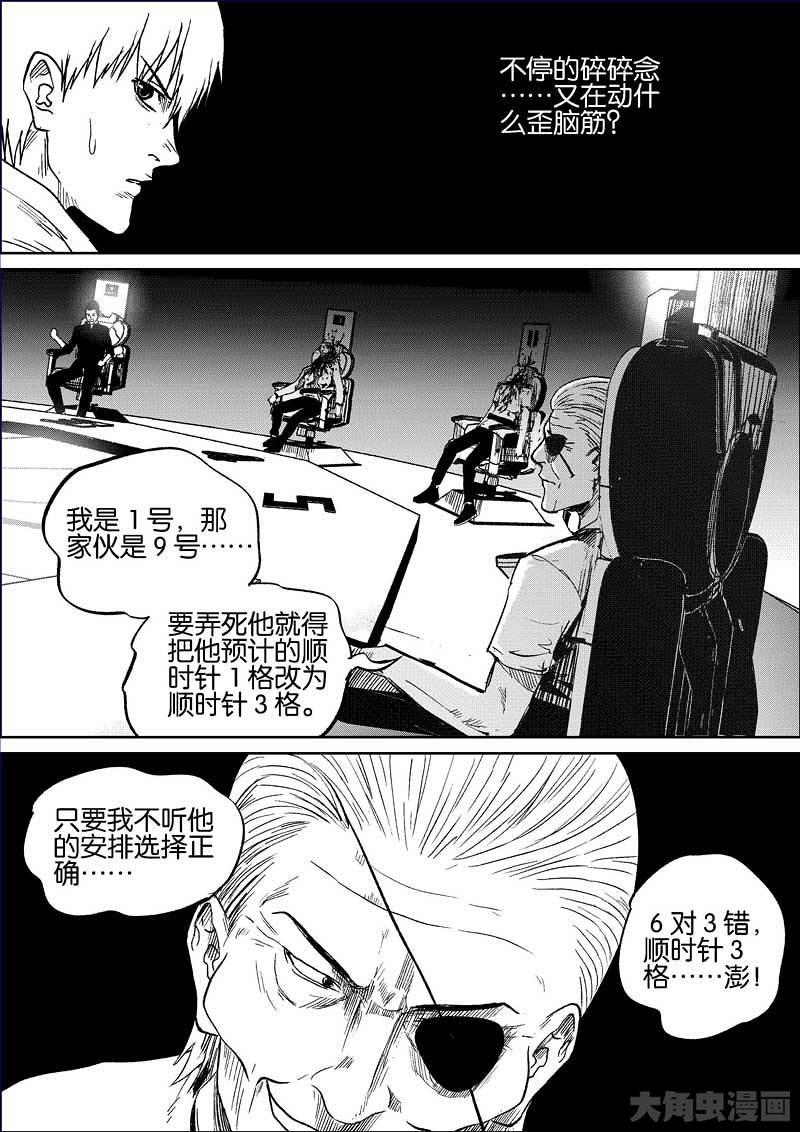 不停的碎碎念
……又在动什
么歪脑筋？
我是1号，那
家伙是9号……
要弄死他就得
把他预计的顺
时针1格改为
顺时针3格。
只要我不听他
的安排选择正
确……
6对3错，
顺时针3
格……澎！
大角虫漫画